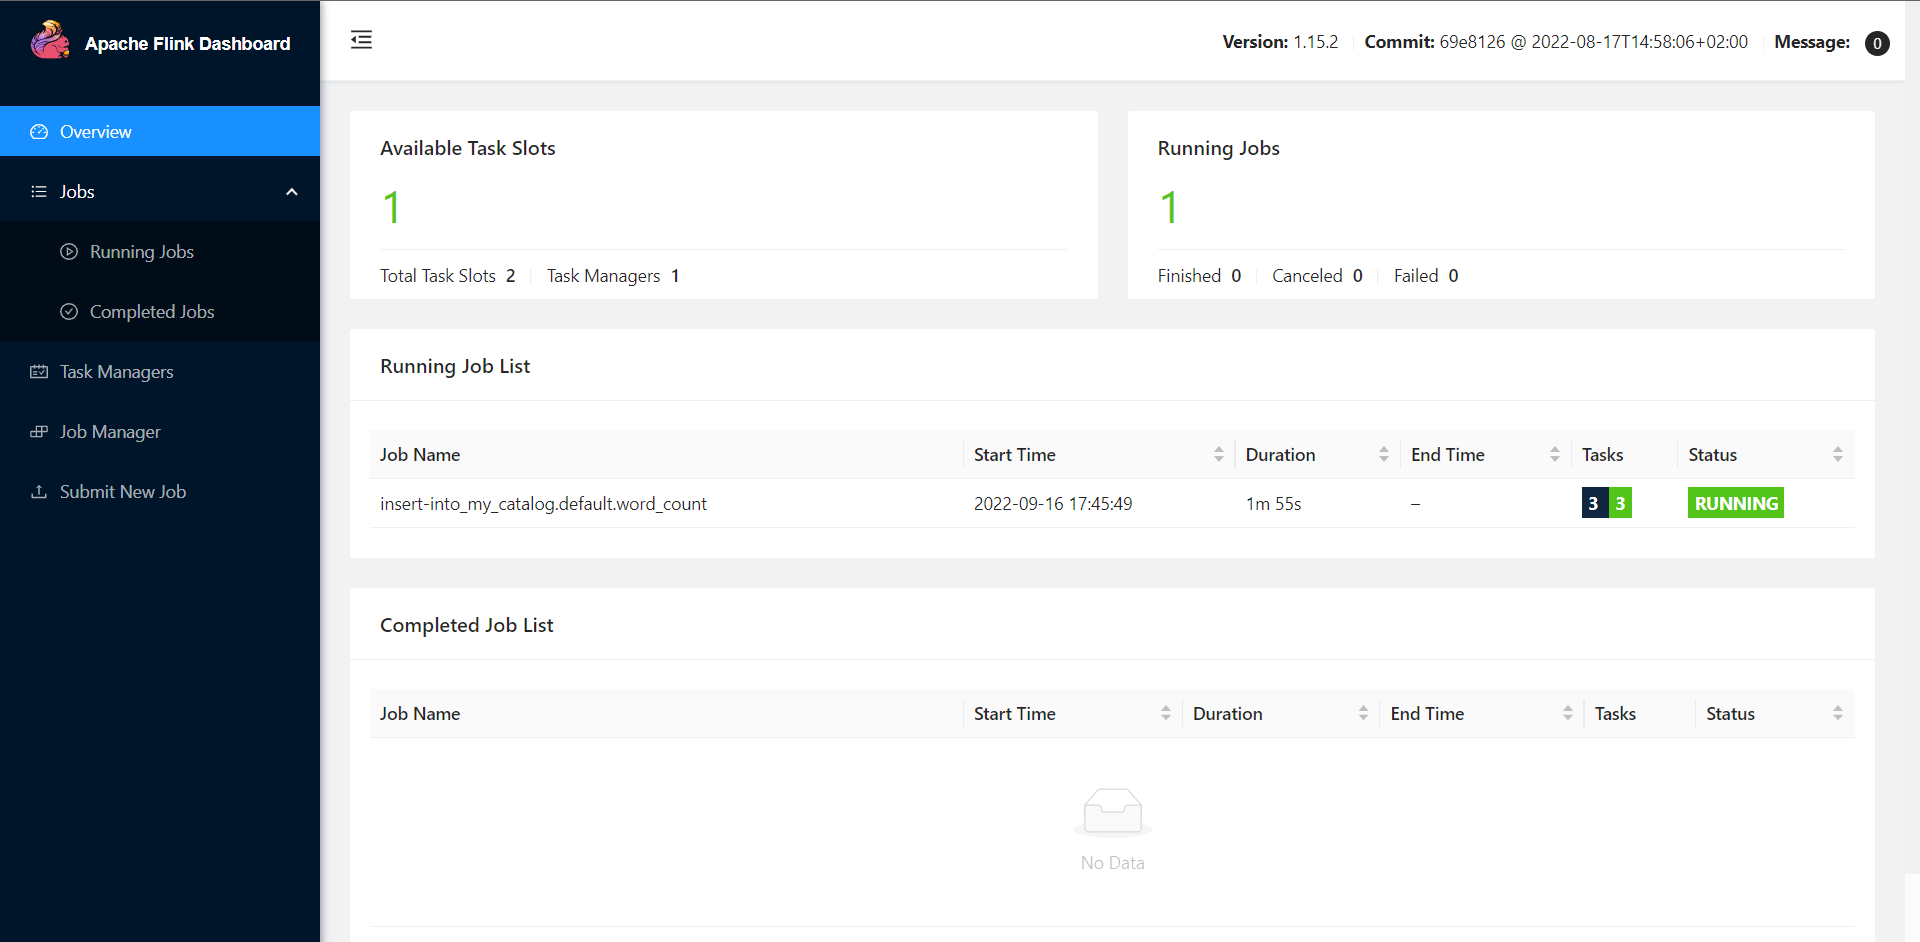 Apache Flink Dashboard
Version: 1.15.2 Commit: 69e8126 @ 2022-08-17T14:58:06+02:00 Message: 0
Overview
Jobs
Running Jobs
Completed Jobs
Task Managers
Job Manager
Submit New Job
Available Task Slots
1
Total Task Slots 2 Task Managers 1
Running Jobs
1
Finished 0 Canceled 0 Failed 0
Running Job List
Job Name Start Time Duration End Time Tasks Status
insert-into_my_catalog.default.word_count 2022-09-16 17:45:49 1m 55s – 3 3 RUNNING
Completed Job List
Job Name Start Time Duration End Time Tasks Status
No Data